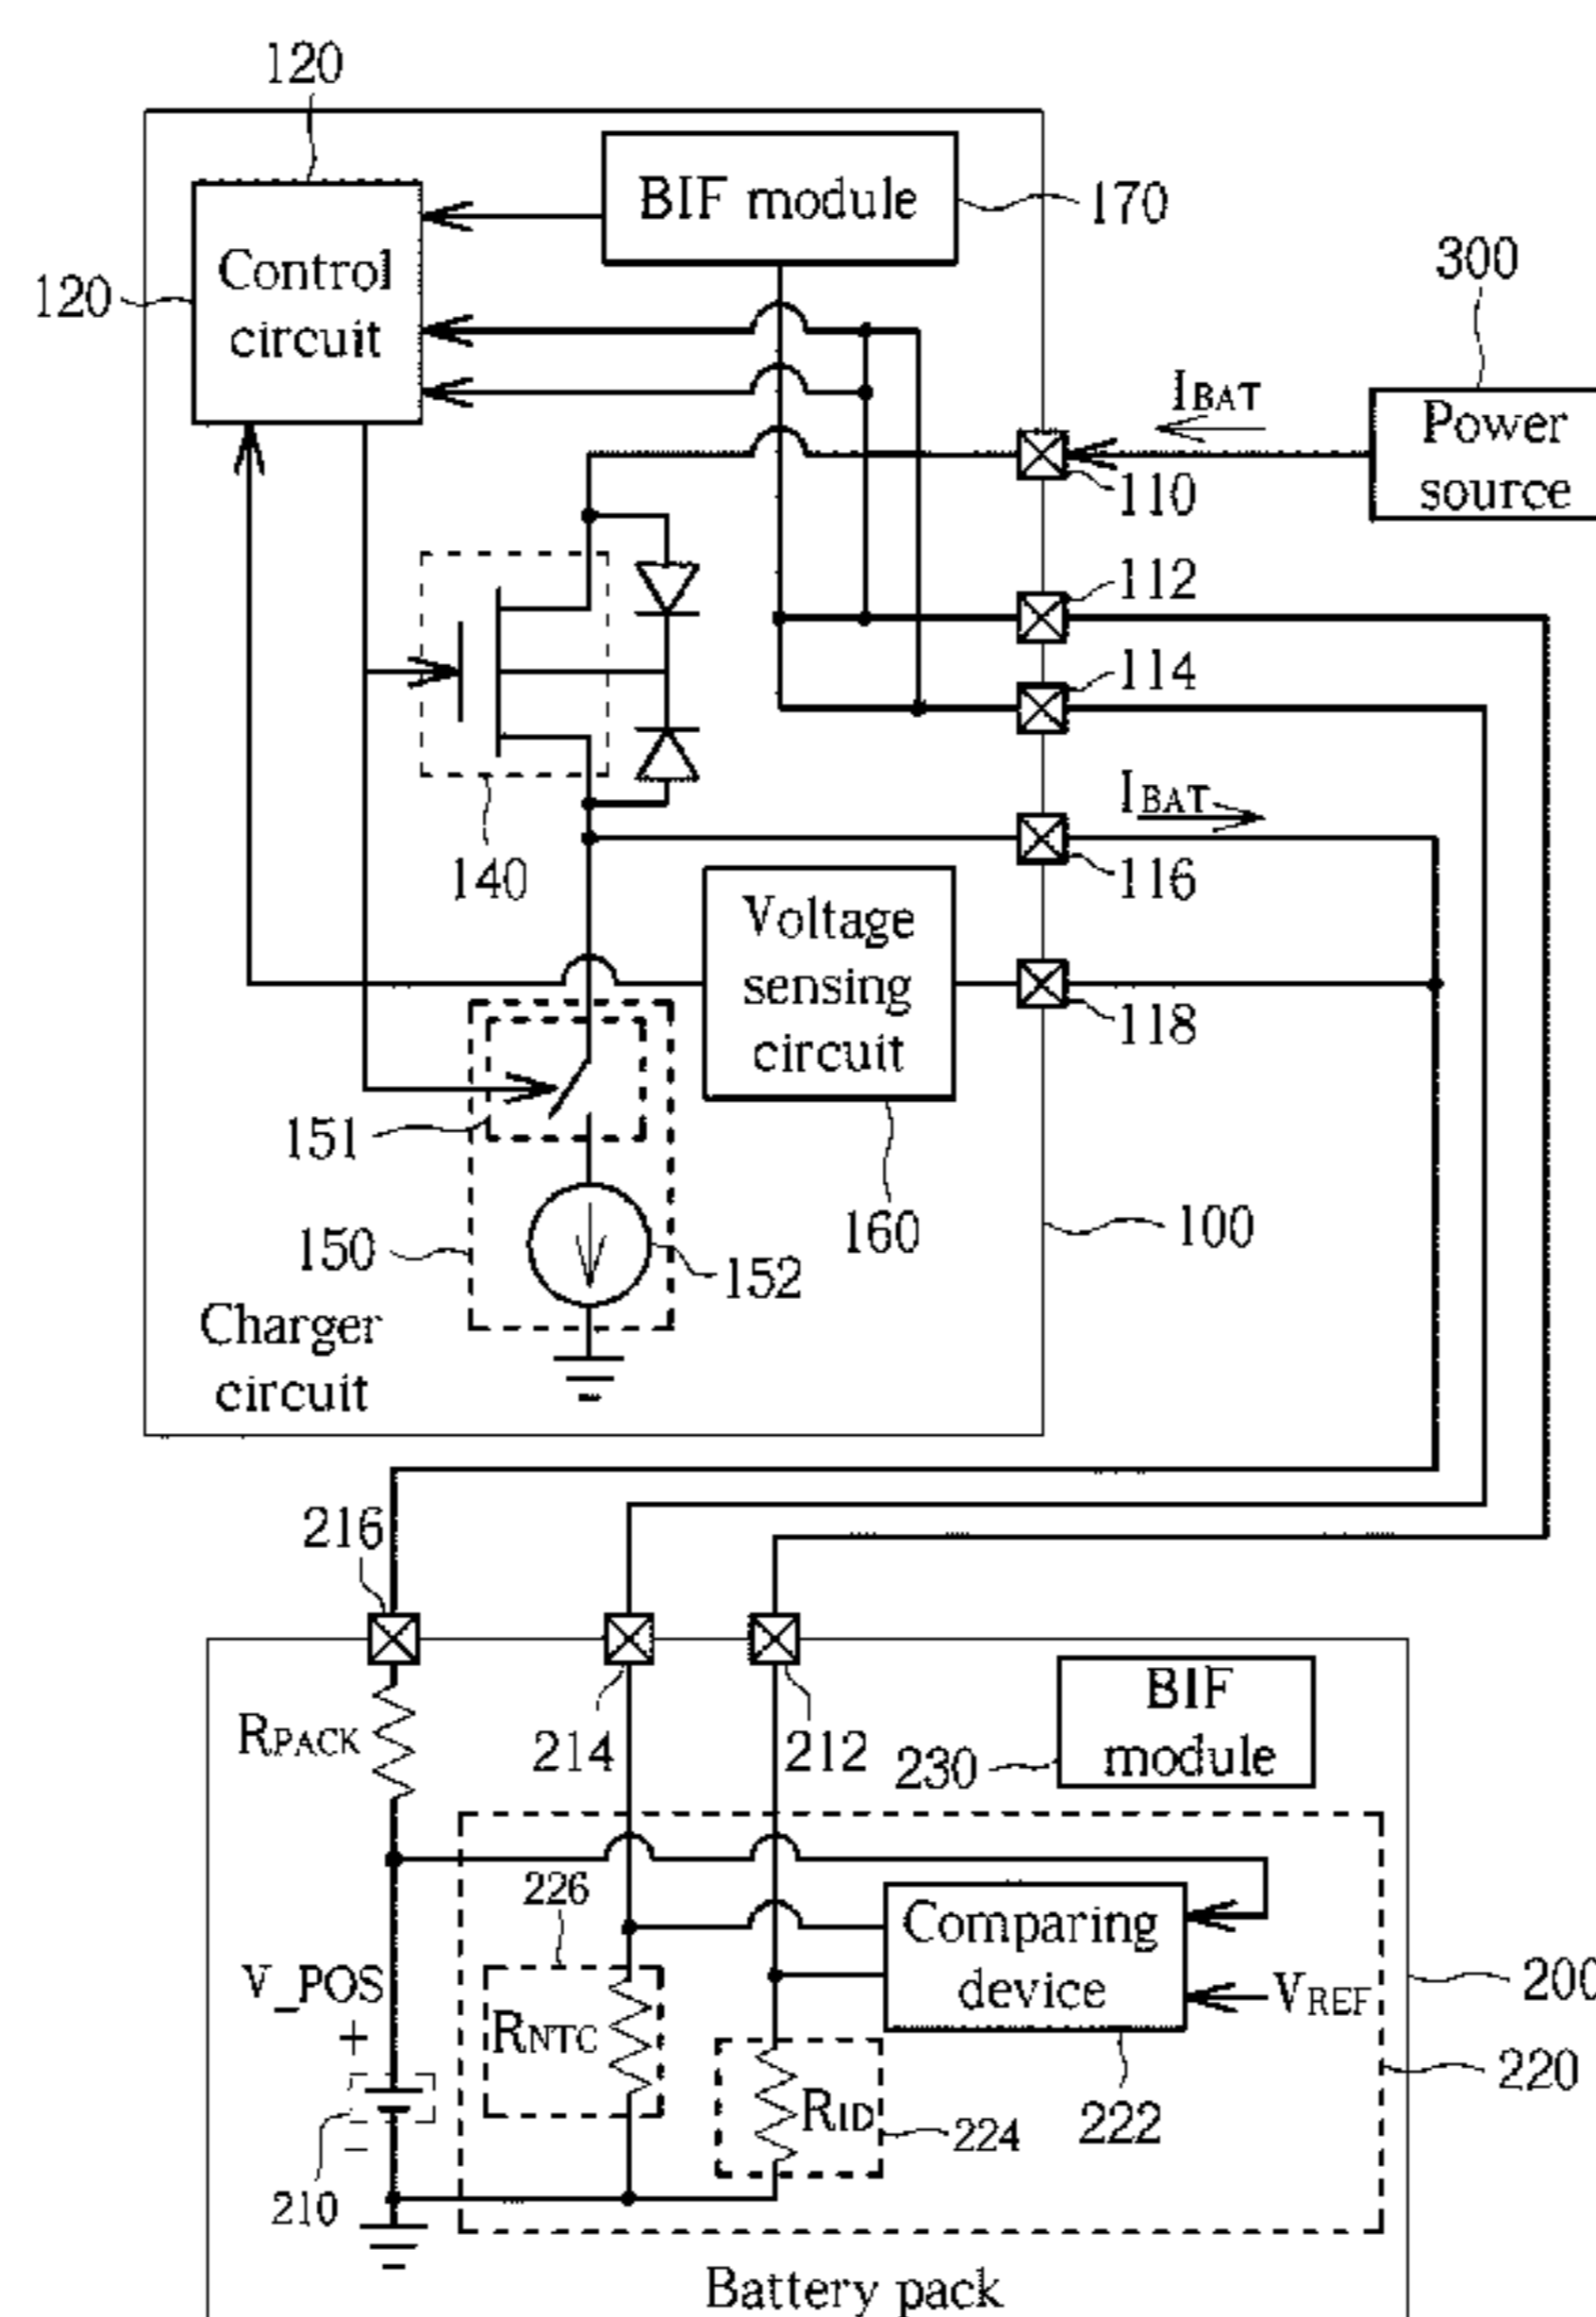 120
BIF module
170
Control
circuit
120
300
Power
source
IBAT
110
112
114
IBAT
140
116
Voltage
sensing
circuit
118
151
160
100
150
152
Charger
circuit
216
RPACK
214
212
BIF
module
230
226
Comparing
device
V_POS
+
RNTC
VREF
200
220
RID
222
224
210
−
Battery pack